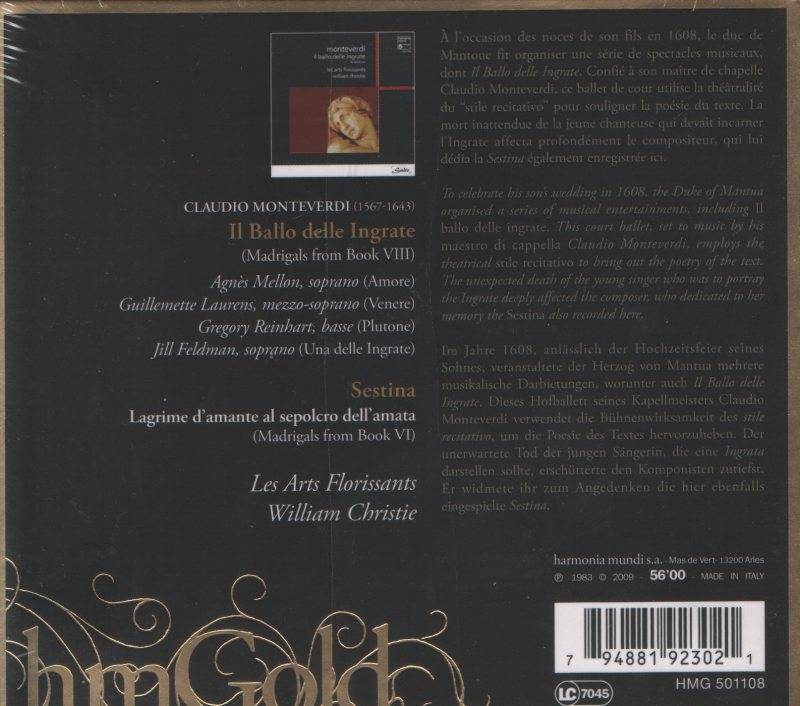 monteverdi
il ballo delle ingrate
les arts florissants
william christie
CLAUDIO MONTEVERDI (1567-1643)
Il Ballo delle Ingrate
(Madrigals from Book VIII)
Agnès Mellon, soprano (Amore)
Guillemette Laurens, mezzo-soprano (Venere)
Gregory Reinhart, basse (Plutone)
Jill Feldman, soprano (Una delle Ingrate)
Sestina
Lagrime d'amante al sepolcro dell'amata
(Madrigals from Book VI)
Les Arts Florissants
William Christie
À l'occasion des noces de son fils en 1608, le duc de
Mantoue fit organiser une série de spectacles musicaux,
dont Il Ballo delle Ingrate. Confié à son maître de chapelle
Claudio Monteverdi, ce ballet de cour utilise la théâtralité
du "stile recitativo" pour souligner la poésie du texte. La
mort inattendue de la jeune chanteuse qui devait incarner
l'Ingrate affecta profondément le compositeur, qui lui
dédia la Sestina également enregistrée ici.
To celebrate his son's wedding in 1608, the Duke of Mantua
organised a series of musical entertainments, including Il
ballo delle ingrate. This court ballet, set to music by his
maestro di cappella Claudio Monteverdi, employs the
theatrical stile recitativo to bring out the poetry of the text.
The unexpected death of the young singer who was to portray
the Ingrate deeply affected the composer, who dedicated to her
memory the Sestina also recorded here.
Im Jahre 1608, anlässlich der Hochzeitsfeier seines
Sohnes, veranstaltete der Herzog von Mantua mehrere
musikalische Darbietungen, worunter auch Il Ballo delle
Ingrate. Dieses Hofballett seines Kapellmeisters Claudio
Monteverdi verwendet die Bühnenwirksamkeit des stile
recitativo, um die Poesie des Textes hervorzuheben. Der
unerwartete Tod der jungen Sängerin, die eine Ingrata
darstellen sollte, erschütterte den Komponisten zutiefst.
Er widmete ihr zum Angedenken die hier ebenfalls
eingespielte Sestina.
harmonia mundi s.a. - Mas de Vert- 13200 Arles
℗ 1983 © 2009 - 56'00 - MADE IN ITALY
7 94881 92302 1
LC 7045
HMG 501108
hmGold